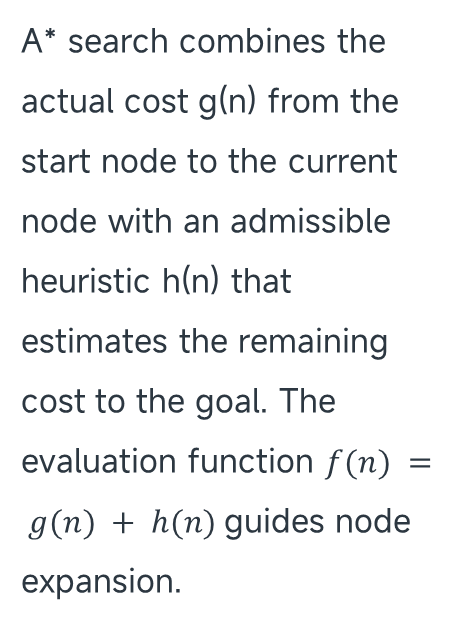 A* search combines the
actual cost g(n) from the
start node to the current
node with an admissible
heuristic h(n) that
estimates the remaining
cost to the goal. The
evaluation function f(n) =
g(n) + h(n) guides node
expansion.